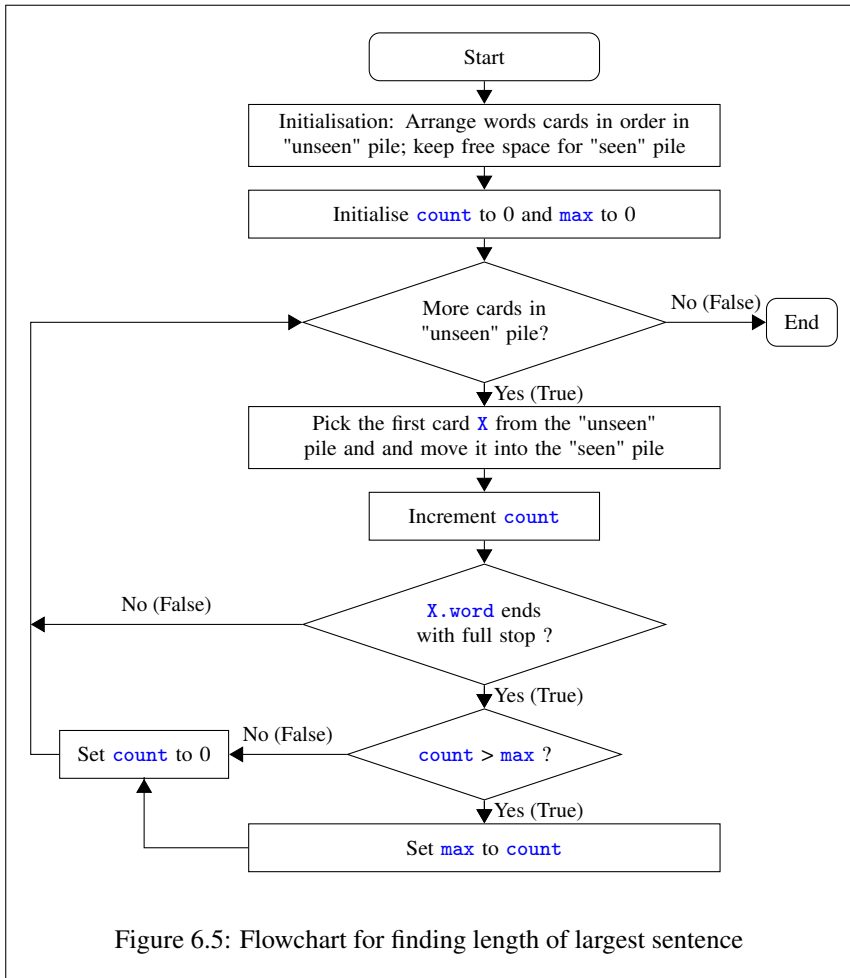 Start
Initialisation: Arrange words cards in order in
"unseen" pile; keep free space for "seen" pile
Initialise count to 0 and max to 0
More cards in
"unseen" pile?
No (False)
End
Yes (True)
Pick the first card X from the "unseen"
pile and and move it into the "seen" pile
Increment count
X.word ends
with full stop ?
No (False)
Yes (True)
count > max ?
No (False)
Set count to 0
Yes (True)
Set max to count
Figure 6.5: Flowchart for finding length of largest sentence